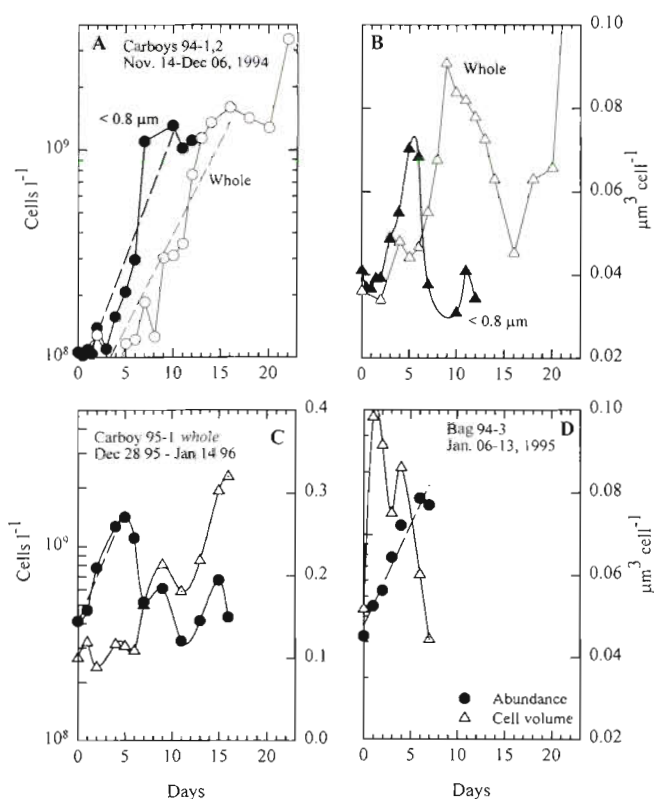 A Carboys 94-1,2
Nov. 14-Dec 06, 1994
< 0.8 µm
Whole
Cells l⁻¹
10⁹
10⁸
0 5 10 15 20
B
Whole
< 0.8 µm
0.10
0.08
0.06
0.04
0.02
µm³ cell⁻¹
0 5 10 15 20
Carboy 95-1 whole C
Dec 28 95 - Jan 14 96
Cells l⁻¹
10⁹
10⁸
0.4
0.3
0.2
0.1
0.0
0 5 10 15 20
Days
Bag 94-3 D
Jan. 06-13, 1995
Abundance
Cell volume
0.10
0.08
0.06
0.04
0.02
µm³ cell⁻¹
0 5 10 15 20
Days